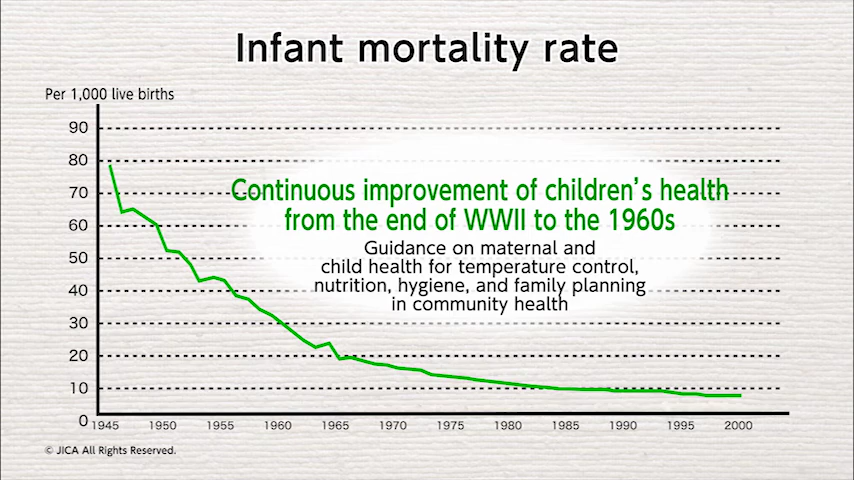 Infant mortality rate
Per 1,000 live births
90
80
70
60
50
40
30
20
10
0
Continuous improvement of children's health
from the end of WWII to the 1960s
Guidance on maternal and
child health for temperature control,
nutrition, hygiene, and family planning
in community health
1945 1950 1955 1960 1965 1970 1975 1980 1985 1990 1995 2000
© JICA All Rights Reserved.